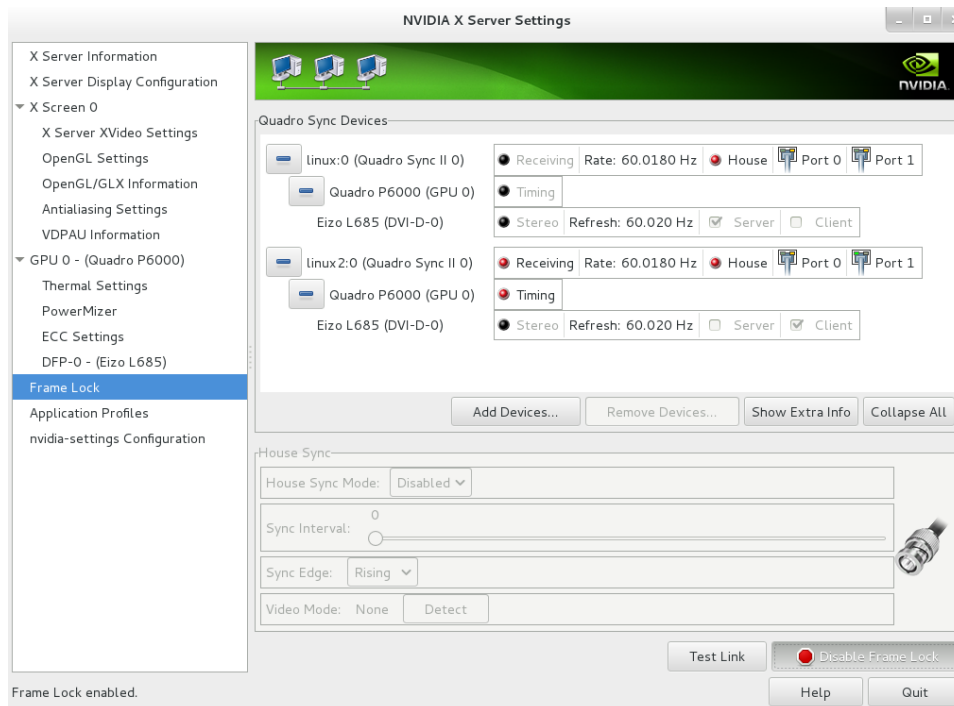 NVIDIA X Server Settings
X Server Information
X Server Display Configuration
X Screen 0
X Server XVideo Settings
OpenGL Settings
OpenGL/GLX Information
Antialiasing Settings
VDPAU Information
GPU 0 - (Quadro P6000)
Thermal Settings
PowerMizer
ECC Settings
DFP-0 - (Eizo L685)
Frame Lock
Application Profiles
nvidia-settings Configuration
NVIDIA.
Quadro Sync Devices
linux:0 (Quadro Sync II 0) Receiving Rate: 60.0180 Hz House Port 0 Port 1
Quadro P6000 (GPU 0) Timing
Eizo L685 (DVI-D-0) Stereo Refresh: 60.020 Hz Server Client
linux2:0 (Quadro Sync II 0) Receiving Rate: 60.0180 Hz House Port 0 Port 1
Quadro P6000 (GPU 0) Timing
Eizo L685 (DVI-D-0) Stereo Refresh: 60.020 Hz Server Client
Add Devices... Remove Devices... Show Extra Info Collapse All
House Sync
House Sync Mode: Disabled
0
Sync Interval:
Sync Edge: Rising
Video Mode: None Detect
Test Link Disable Frame Lock
Frame Lock enabled. Help Quit